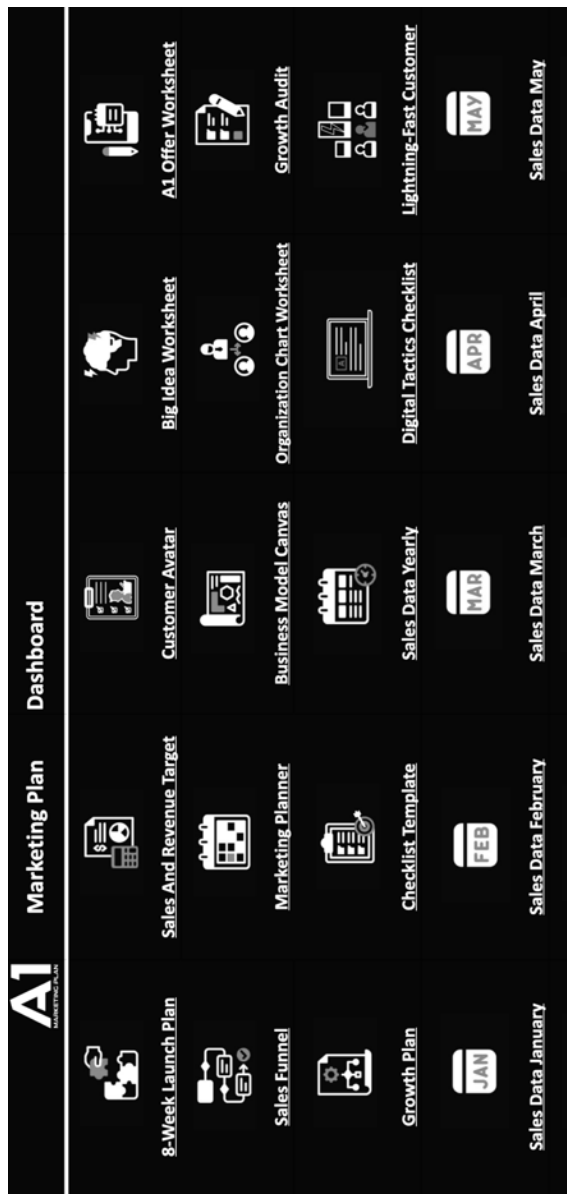 A1
MARKETING PLAN
Marketing Plan
Dashboard
8-Week Launch Plan
Sales And Revenue Target
Customer Avatar
Big Idea Worksheet
A1 Offer Worksheet
Sales Funnel
Marketing Planner
Business Model Canvas
Organization Chart Worksheet
Growth Audit
Growth Plan
Checklist Template
Sales Data Yearly
Digital Tactics Checklist
Lightning-Fast Customer
JAN
FEB
MAR
APR
MAY
Sales Data January
Sales Data February
Sales Data March
Sales Data April
Sales Data May